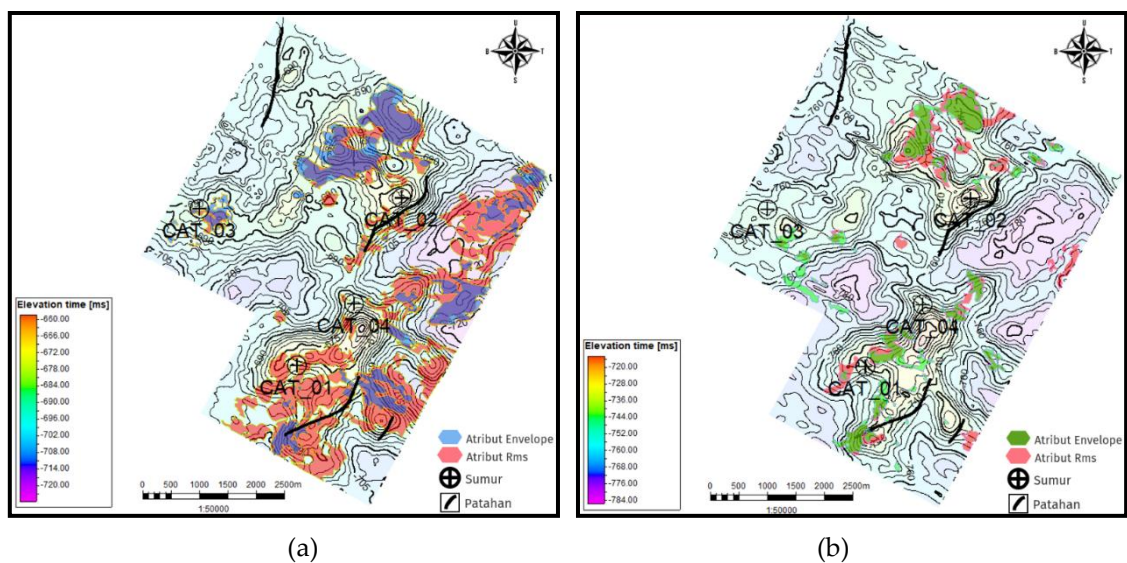 U
B T
S
CAT_02
CAT_03
CAT_04
CAT_01
Elevation time [ms]
-660.00
-666.00
-672.00
-678.00
-684.00
-690.00
-696.00
-702.00
-708.00
-714.00
-720.00
Atribut Envelope
Atribut Rms
Sumur
Patahan
0 500 1000 1500 2000 2500m
1:50000
(a)
U
B T
S
CAT_02
CAT_03
CAT_04
CAT_01
Elevation time [ms]
-720.00
-728.00
-736.00
-744.00
-752.00
-760.00
-768.00
-776.00
-784.00
Atribut Envelope
Atribut Rms
Sumur
Patahan
0 500 1000 1500 2000 2500m
1:50000
(b)